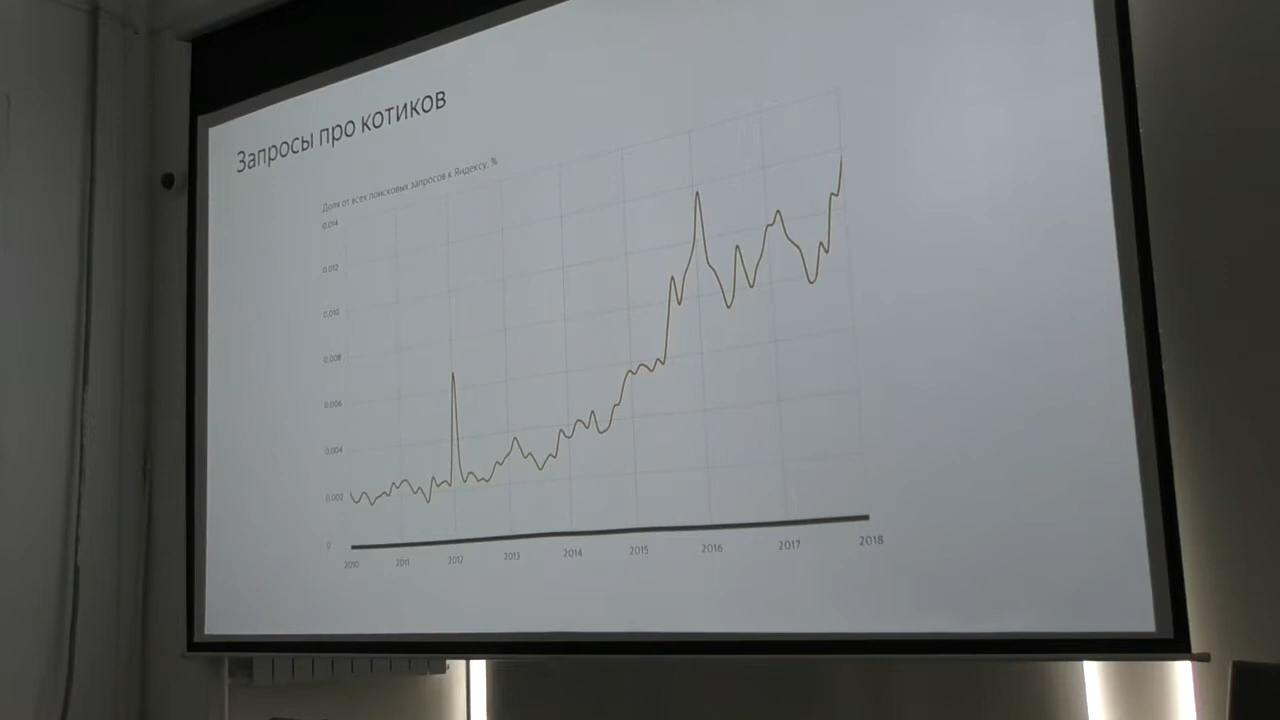 Запросы про котиков
Доля от всех поисковых запросов к Яндексу, %
0.014
0.012
0.010
0.008
0.006
0.004
0.002
0
2010 2011 2012 2013 2014 2015 2016 2017 2018